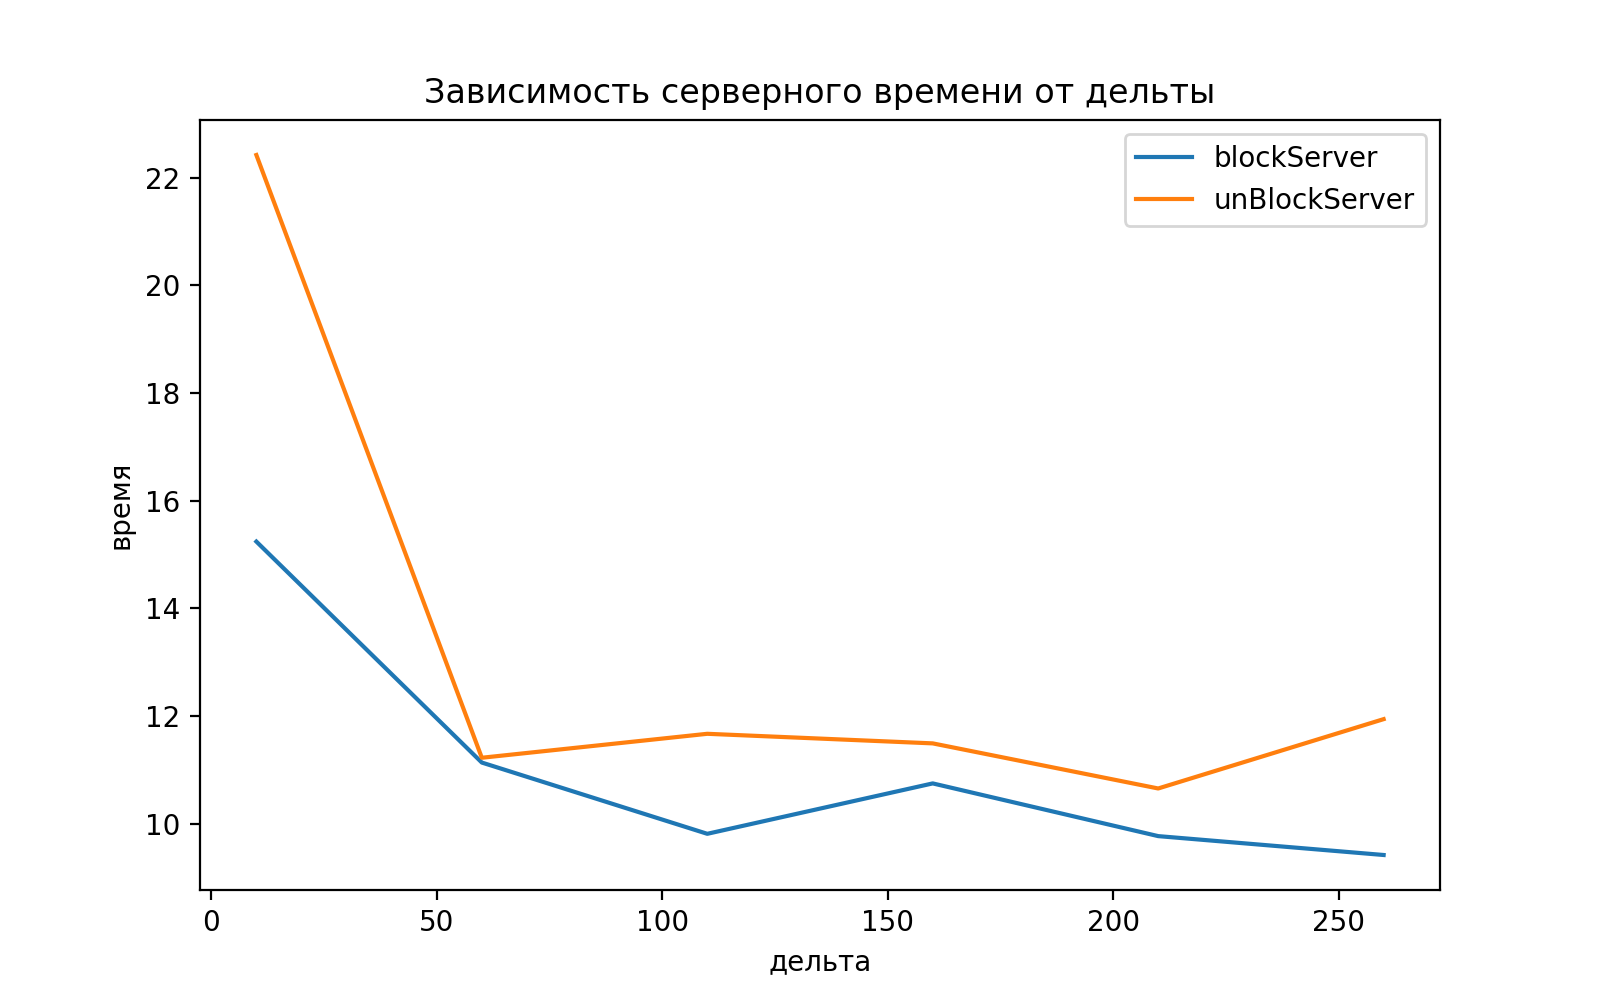 Зависимость серверного времени от дельты
blockServer
unBlockServer
22
20
18
16
14
12
10
время
0 50 100 150 200 250
дельта